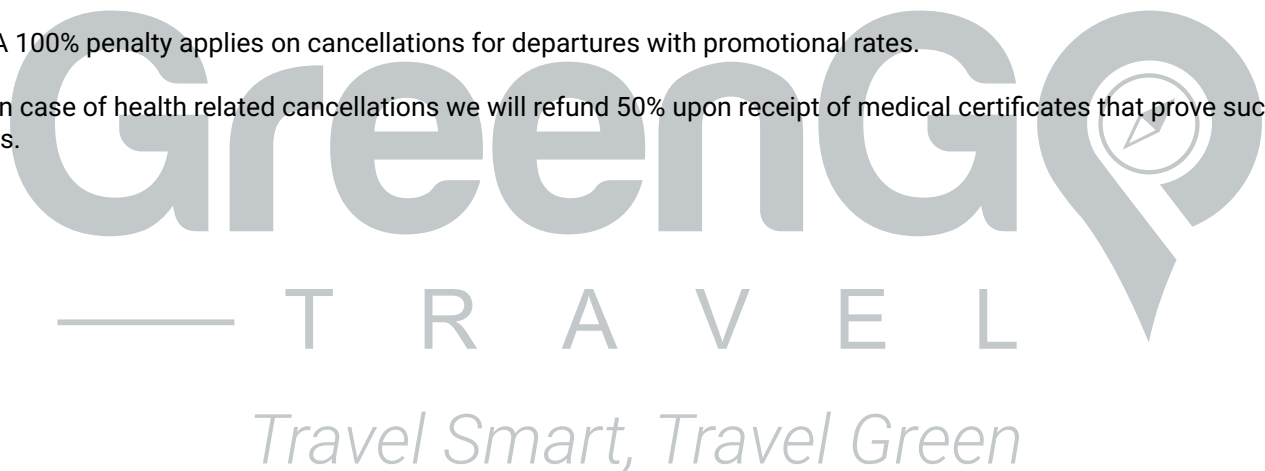 A 100% penalty applies on cancellations for departures with promotional rates.
n case of health related cancellations we will refund 50% upon receipt of medical certificates that prove suc
s.
GreenGO
TRAVEL
Travel Smart, Travel Green